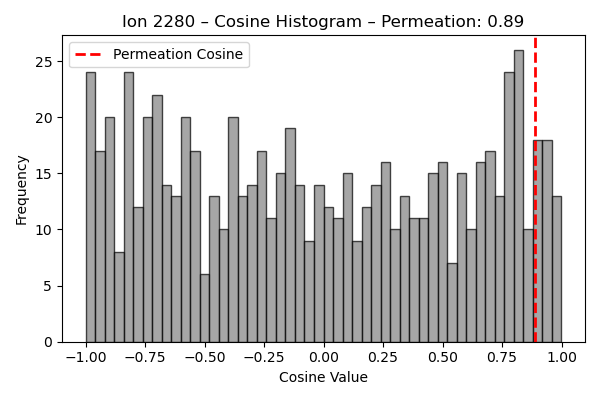 Ion 2280 – Cosine Histogram – Permeation: 0.89
Permeation Cosine
Frequency
25
20
15
10
5
0
−1.00 −0.75 −0.50 −0.25 0.00 0.25 0.50 0.75 1.00
Cosine Value